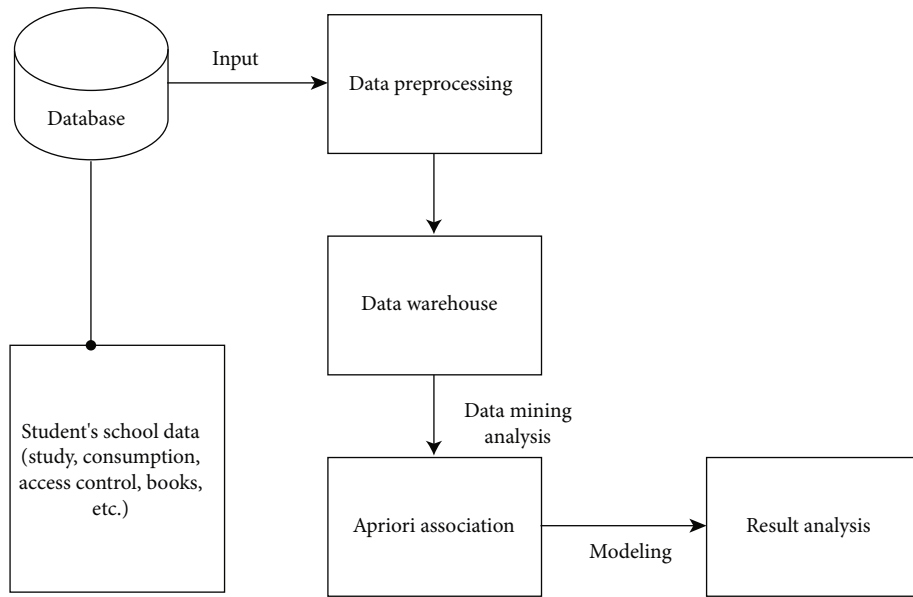 Input
Data preprocessing
Database
Data warehouse
Data mining
analysis
Student's school data
(study, consumption,
access control, books,
etc.)
Apriori association
Modeling
Result analysis